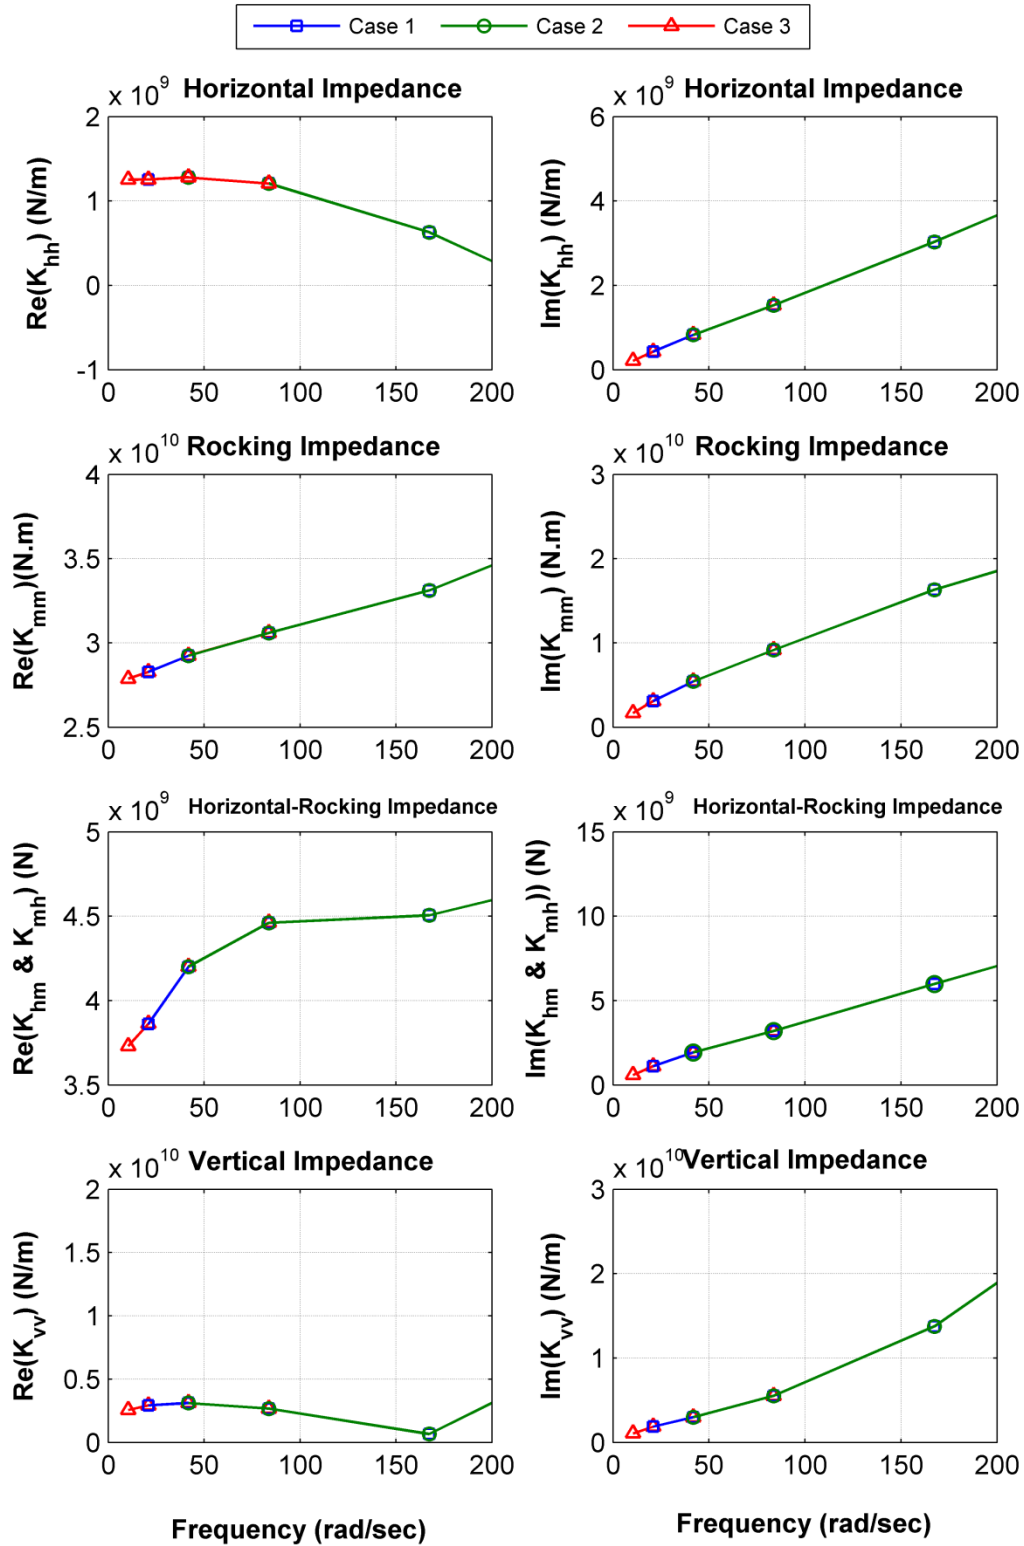 Case 1 Case 2 Case 3
x 10^9 Horizontal Impedance
Re(K_hh) (N/m)
2
1
0
-1
0 50 100 150 200
x 10^9 Horizontal Impedance
Im(K_hh) (N/m)
6
4
2
0
0 50 100 150 200
x 10^10 Rocking Impedance
Re(K_mm)(N.m)
4
3.5
3
2.5
0 50 100 150 200
x 10^10 Rocking Impedance
Im(K_mm) (N.m)
3
2
1
0
0 50 100 150 200
x 10^9 Horizontal-Rocking Impedance
Re(K_hm & K_mh) (N)
5
4.5
4
3.5
0 50 100 150 200
x 10^9 Horizontal-Rocking Impedance
Im(K_hm & K_mh)) (N)
15
10
5
0
0 50 100 150 200
x 10^10 Vertical Impedance
Re(K_vv) (N/m)
2
1.5
1
0.5
0
0 50 100 150 200
Frequency (rad/sec)
x 10^10 Vertical Impedance
Im(K_vv) (N/m)
3
2
1
0
0 50 100 150 200
Frequency (rad/sec)